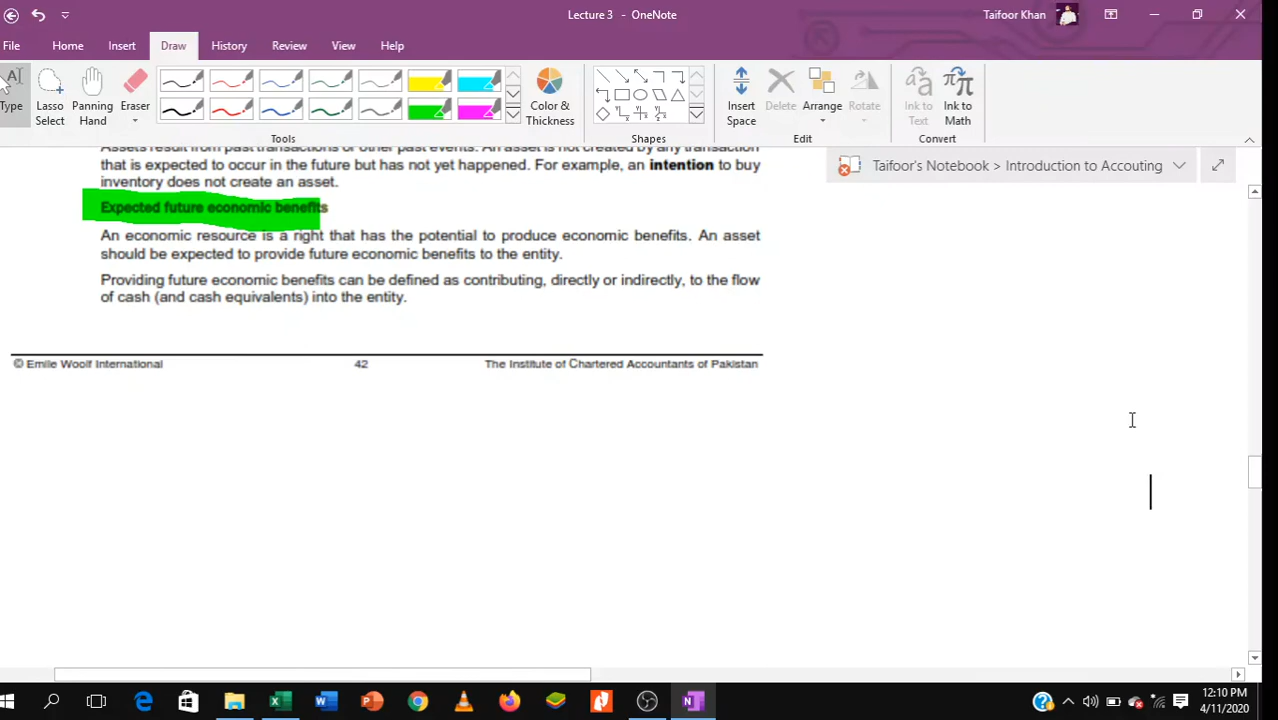 Lecture 3 - OneNote
Taifoor Khan
File Home Insert Draw History Review View Help
Type
Lasso Select
Panning Hand
Eraser
Color & Thickness
Insert Space
Delete
Arrange
Rotate
Ink to Text
Ink to Math
Tools
Shapes
Edit
Convert
Taifoor's Notebook > Introduction to Accouting
Assets result from past transactions or other past events. An asset is not created by any transaction
that is expected to occur in the future but has not yet happened. For example, an intention to buy
inventory does not create an asset.
Expected future economic benefits
An economic resource is a right that has the potential to produce economic benefits. An asset
should be expected to provide future economic benefits to the entity.
Providing future economic benefits can be defined as contributing, directly or indirectly, to the flow
of cash (and cash equivalents) into the entity.
© Emile Woolf International 42 The Institute of Chartered Accountants of Pakistan
12:10 PM
4/11/2020